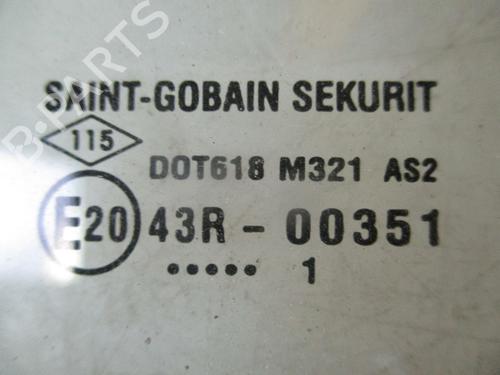 SAINT-GOBAIN SEKURIT
115
DOT618 M321 AS2
E20 43R - 00351
..... 1
B-PARTS